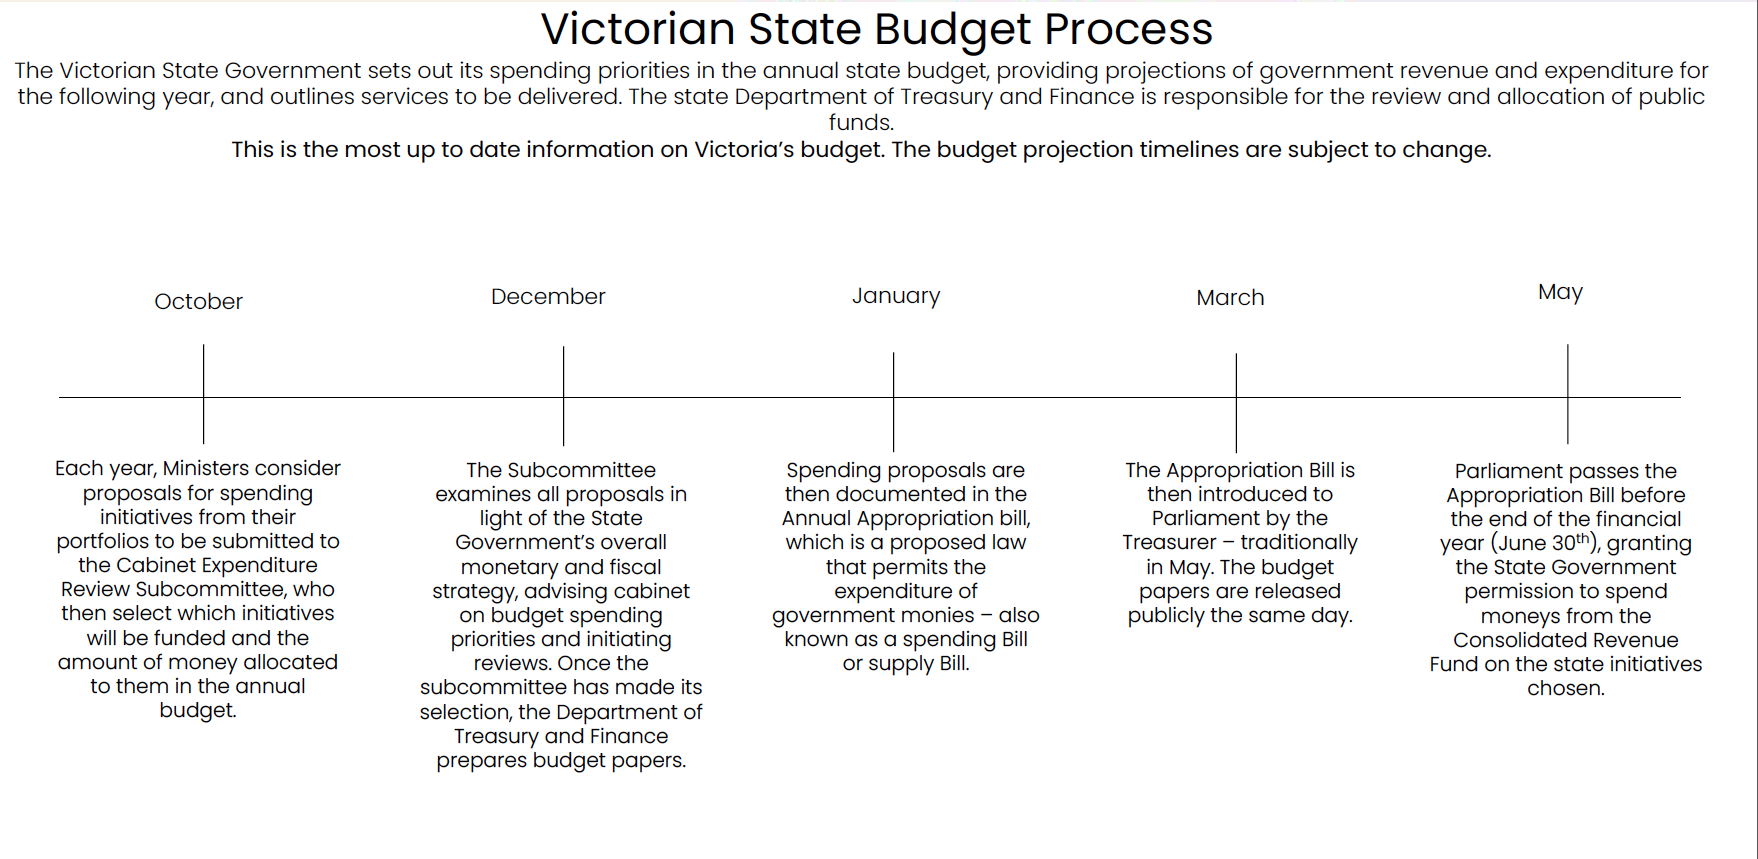 Victorian State Budget Process
The Victorian State Government sets out its spending priorities in the annual state budget, providing projections of government revenue and expenditure for
the following year, and outlines services to be delivered. The state Department of Treasury and Finance is responsible for the review and allocation of public
funds.
This is the most up to date information on Victoria’s budget. The budget projection timelines are subject to change.
October
Each year, Ministers consider
proposals for spending
initiatives from their
portfolios to be submitted to
the Cabinet Expenditure
Review Subcommittee, who
then select which initiatives
will be funded and the
amount of money allocated
to them in the annual
budget.
December
The Subcommittee
examines all proposals in
light of the State
Government’s overall
monetary and fiscal
strategy, advising cabinet
on budget spending
priorities and initiating
reviews. Once the
subcommittee has made its
selection, the Department of
Treasury and Finance
prepares budget papers.
January
Spending proposals are
then documented in the
Annual Appropriation bill,
which is a proposed law
that permits the
expenditure of
government monies – also
known as a spending Bill
or supply Bill.
March
The Appropriation Bill is
then introduced to
Parliament by the
Treasurer – traditionally
in May. The budget
papers are released
publicly the same day.
May
Parliament passes the
Appropriation Bill before
the end of the financial
year (June 30th), granting
the State Government
permission to spend
moneys from the
Consolidated Revenue
Fund on the state initiatives
chosen.